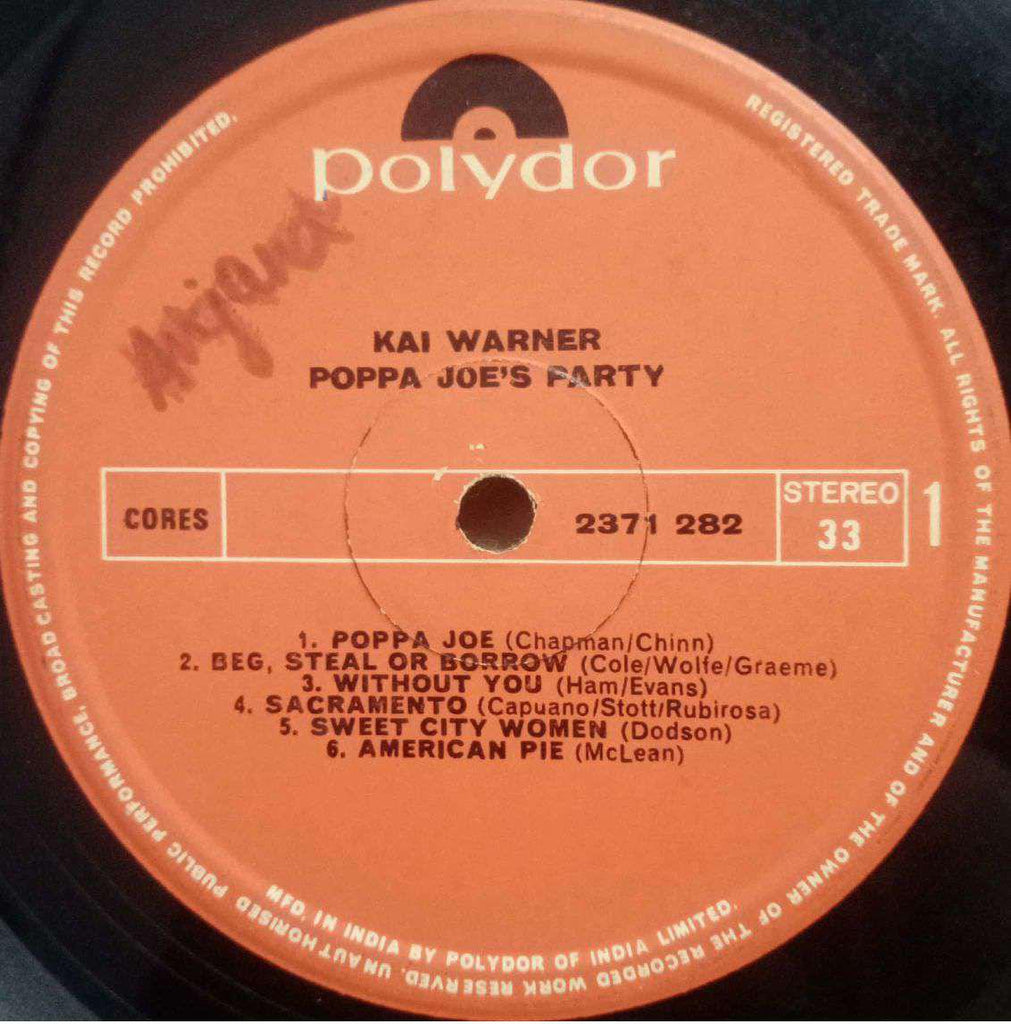 polydor
KAI WARNER
POPPA JOE'S PARTY
CORES
2371 282
STEREO
33
1
1. POPPA JOE (Chapman/Chinn)
2. BEG, STEAL OR BORROW (Cole/Wolfe/Graeme)
3. WITHOUT YOU (Ham/Evans)
4. SACRAMENTO (Capuano/Stott/Rubirosa)
5. SWEET CITY WOMEN (Dodson)
6. AMERICAN PIE (McLean)
MFD. IN INDIA BY POLYDOR OF INDIA LIMITED.
REGISTERED TRADE MARK. ALL RIGHTS OF THE MANUFACTURER AND OF THE OWNER OF THE RECORDED WORK RESERVED. UNAUTHORISED PUBLIC PERFORMANCE, BROADCASTING AND COPYING OF THIS RECORD PROHIBITED.